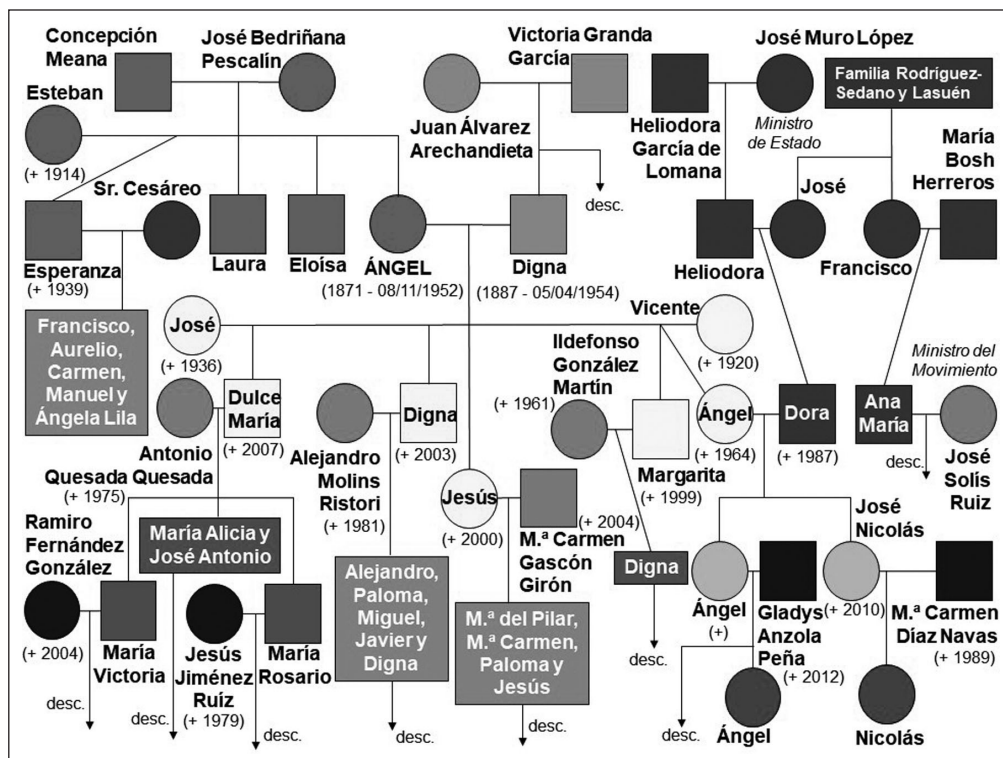 Concepción
Meana
José Bedriñana
Pescalín
Victoria Granda
García
José Muro López
Familia Rodríguez-
Sedano y Lasuén
Esteban
(+ 1914)
Juan Álvarez
Arechandieta
Heliodora
García de
Lomana
Ministro
de Estado
María
Bosh
Herreros
Sr. Cesáreo
desc.
José
Esperanza
(+ 1939)
Laura
Eloísa
ÁNGEL
(1871 - 08/11/1952)
Digna
(1887 - 05/04/1954)
Heliodora
Francisco
Francisco,
Aurelio,
Carmen,
Manuel y
Ángela Lila
José
(+ 1936)
Vicente
(+ 1920)
Ildefonso
González
Martín
(+ 1961)
Ministro del
Movimiento
Dulce
María
(+ 2007)
Antonio
Quesada
Quesada
(+ 1975)
Digna
(+ 2003)
Alejandro
Molins
Ristori
(+ 1981)
Margarita
(+ 1999)
Ángel
(+ 1964)
Dora
(+ 1987)
Ana
María
desc.
José
Solís
Ruiz
Jesús
(+ 2000)
(+ 2004)
M.ª Carmen
Gascón
Girón
José
Nicolás
Ramiro
Fernández
González
(+ 2004)
María Alicia y
José Antonio
Alejandro,
Paloma,
Miguel,
Javier y
Digna
M.ª del Pilar,
M.ª Carmen,
Paloma y
Jesús
Digna
Ángel
(+)
Gladys
Anzola
Peña
(+ 2012)
(+ 2010)
M.ª Carmen
Díaz Navas
(+ 1989)
María
Victoria
Jesús
Jiménez
Ruíz
(+ 1979)
María
Rosario
desc.
desc.
desc.
desc.
desc.
desc.
desc.
Ángel
Nicolás